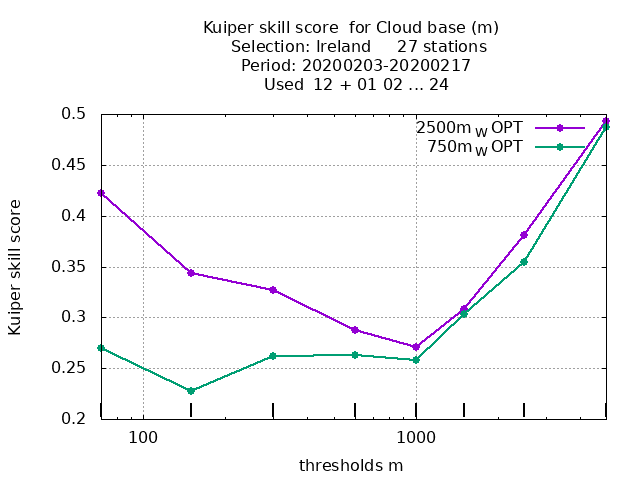 Kuiper skill score  for Cloud base (m)
Selection: Ireland     27 stations
Period: 20200203-20200217
Used  12 + 01 02 ... 24
2500m W OPT
750m W OPT
0.5
0.45
0.4
0.35
0.3
0.25
0.2
Kuiper skill score
100
1000
thresholds m